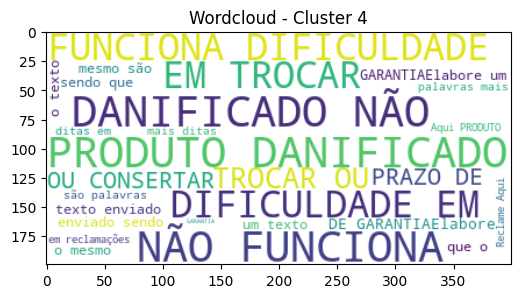 Wordcloud - Cluster 4
0
25
50
75
100
125
150
175
FUNCIONA DIFICULDADE
mesmo são
EM TROCAR
GARANTIAElabore um
sendo que
palavras mais
o texto
DANIFICADO NÃO
Aqui PRODUTO
ditas em
mais ditas
PRODUTO DANIFICADO
OU CONSERTAR
TROCAR OU
PRAZO DE
são palavras
DIFICULDADE EM
texto enviado
Reclame Aqui
enviado sendo
GARANTIA
um texto
DE GARANTIAElabore
em reclamações
NÃO FUNCIONA
que o
o mesmo
0
50
100
150
200
250
300
350